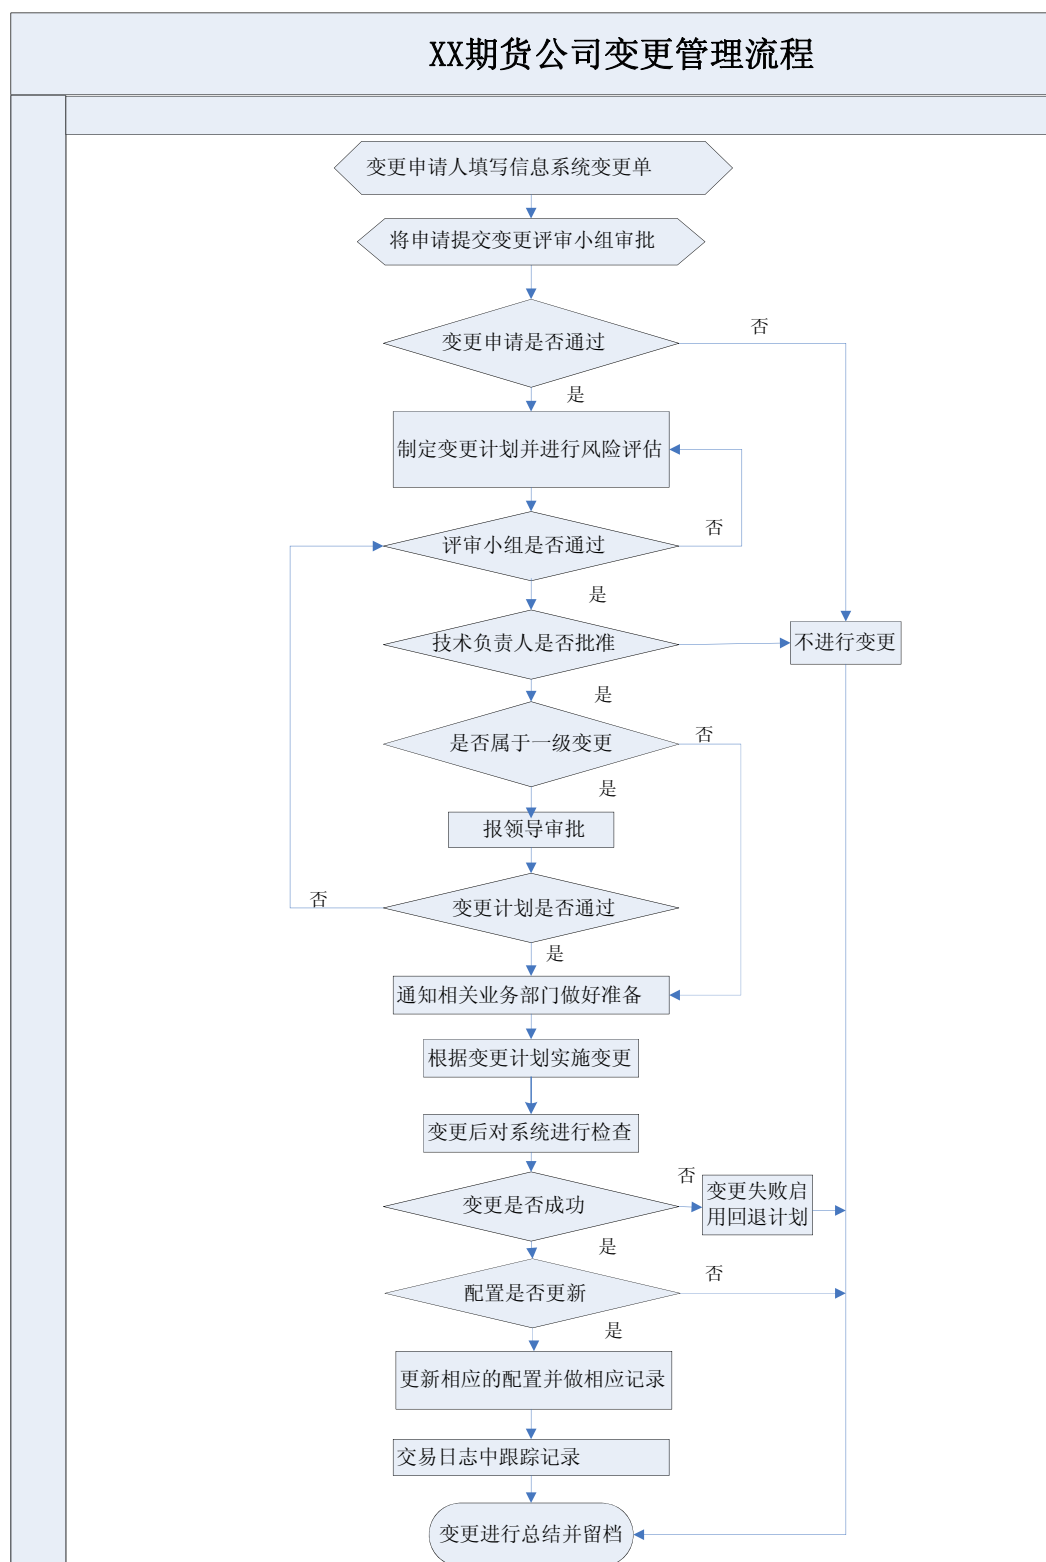 XX期货公司变更管理流程
变更申请人填写信息系统变更单
将申请提交变更评审小组审批
否
变更申请是否通过
是
制定变更计划并进行风险评估
否
评审小组是否通过
是
技术负责人是否批准
不进行变更
是
否
是否属于一级变更
是
报领导审批
否
变更计划是否通过
是
通知相关业务部门做好准备
根据变更计划实施变更
变更后对系统进行检查
否
变更失败启
用回退计划
变更是否成功
是
否
配置是否更新
是
更新相应的配置并做相应记录
交易日志中跟踪记录
变更进行总结并留档